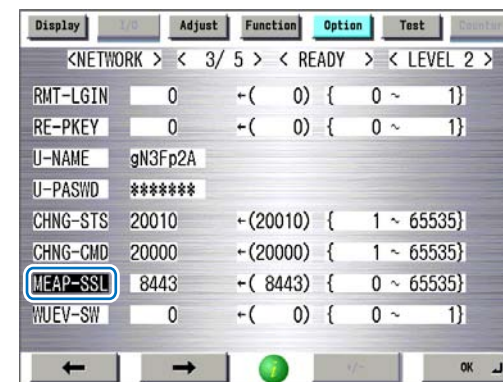 Display I/O Adjust Function Option Test Counter
<NETWORK > < 3/ 5 > < READY > < LEVEL 2 >
RMT-LGIN 0 ←( 0) { 0 ~ 1}
RE-PKEY 0 ←( 0) { 0 ~ 1}
U-NAME gN3Fp2A
U-PASWD *******
CHNG-STS 20010 ←(20010) { 1 ~ 65535}
CHNG-CMD 20000 ←(20000) { 1 ~ 65535}
MEAP-SSL 8443 ←( 8443) { 0 ~ 65535}
WUEV-SW 0 ←( 0) { 0 ~ 1}
← → i +/- OK